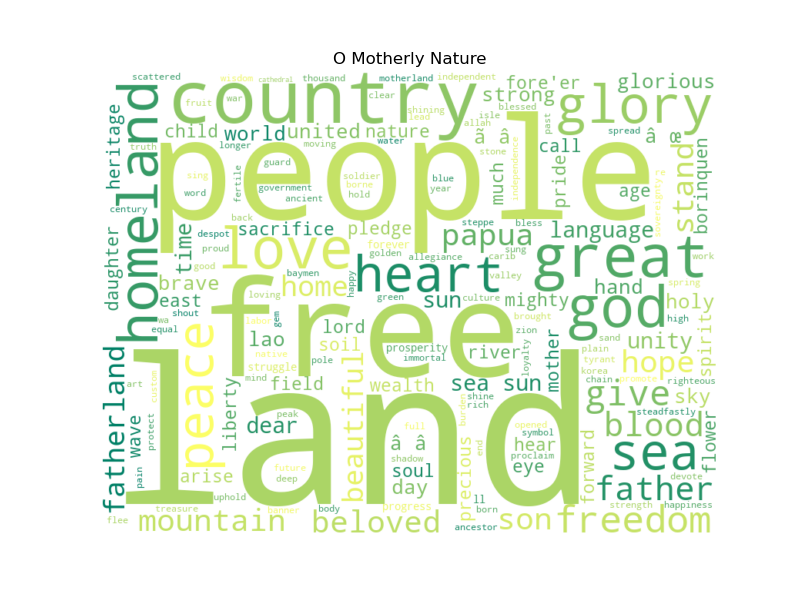 O Motherly Nature
scattered wisdom cathedral thousand motherland independent
country fore'er glorious
fruit war clear shining lead blessed strong glory
homeland child world united nature isle allah past spread â æ
truth longer moving water ã â call
heritage people stone independence pride much age stand borinquen
sing guard soldier horne hold blue year
word fertile government ancient
century back sacrifice pledge steppe bless language
daughter despot time proud love forever papua great work
good golden allegiance sung carib valley
brave loving home baymen happy heart culture spring
east shout green sun mighty hand god holy
wa equal free gem lord prosperity brought high
lao soil immortal river zion sand unity spirit
fatherland peace native struggle pole mother loyalty plain tyrant hope
art custom mind field beautiful wealth sea sun korea chain promote righteous
wave liberty peak shine rich give sky
protect dear land full burden opened symbol steadfastly blood flower
pain â â hear proclaim sea
shadow end
arise future deep soul precious eye forward devote
uphold day ll father
treasure body progress born strength happiness
flee mountain banner beloved ancestor son freedom